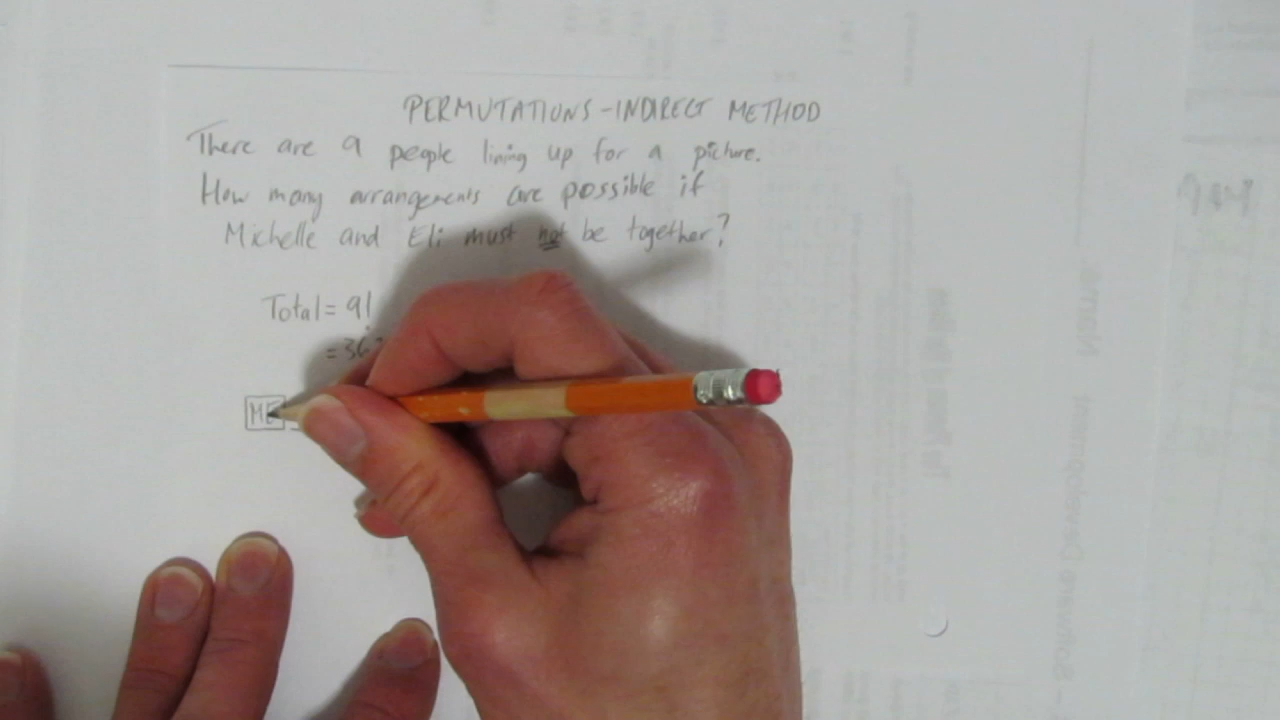 PERMUTATIONS - INDIRECT METHOD
There are 9 people lining up for a picture.
How many arrangements are possible if
Michelle and Eli must not be together?
Total = 9!
= 362
ME